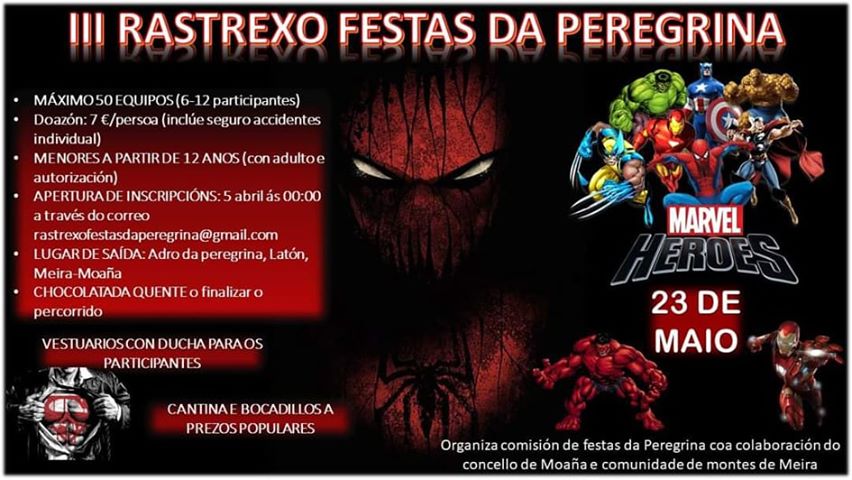 III RASTREXO FESTAS DA PEREGRINA
• MÁXIMO 50 EQUIPOS (6-12 participantes)
• Doazón: 7 €/persoa (inclúe seguro accidentes
individual)
• MENORES A PARTIR DE 12 ANOS (con adulto e
autorización)
• APERTURA DE INSCRIPCIÓNS: 5 abril ás 00:00
a través do correo
rastrexofestasdaperegrina@gmail.com
• LUGAR DE SAÍDA: Adro da peregrina, Latón,
Meira-Moaña
• CHOCOLATADA QUENTE o finalizar o
percorrido
VESTUARIOS CON DUCHA PARA OS
PARTICIPANTES
CANTINA E BOCADILLOS A
PREZOS POPULARES
MARVEL
HEROES
23 DE
MAIO
Organiza comisión de festas da Peregrina coa colaboración do
concello de Moaña e comunidade de montes de Meira